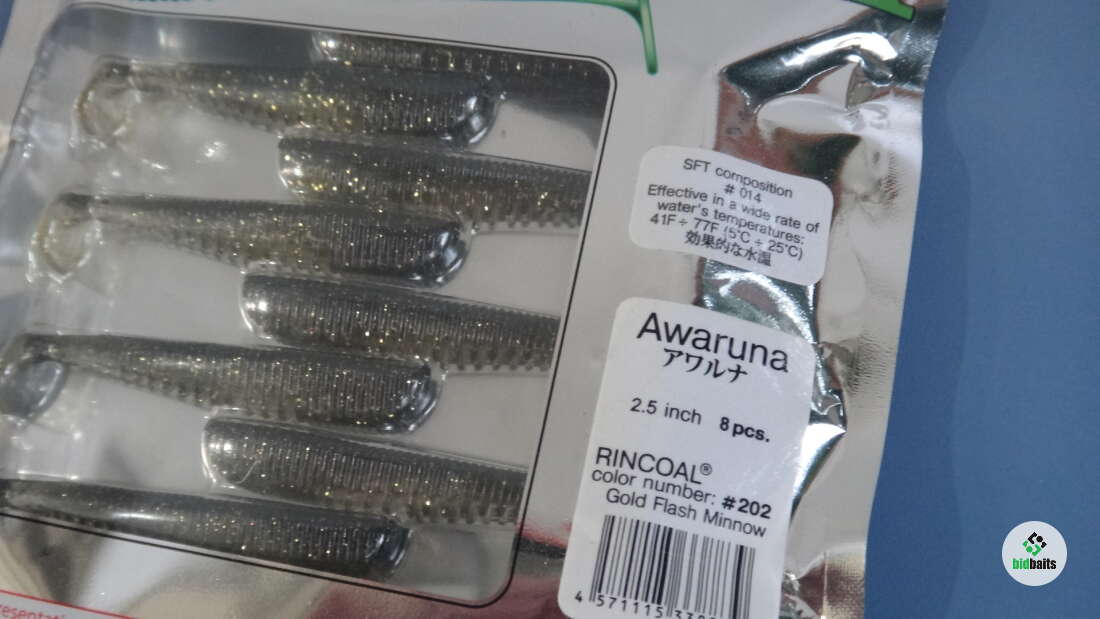 SFT composition
# 014
Effective in a wide rate of
water's temperatures:
41F ÷ 77F (5°C ÷ 25°C)
効果的な水温
Awaruna
アワルナ
2.5 inch 8 pcs.
RINCOAL®
color number: #202
Gold Flash Minnow
4 571115
bidbaits